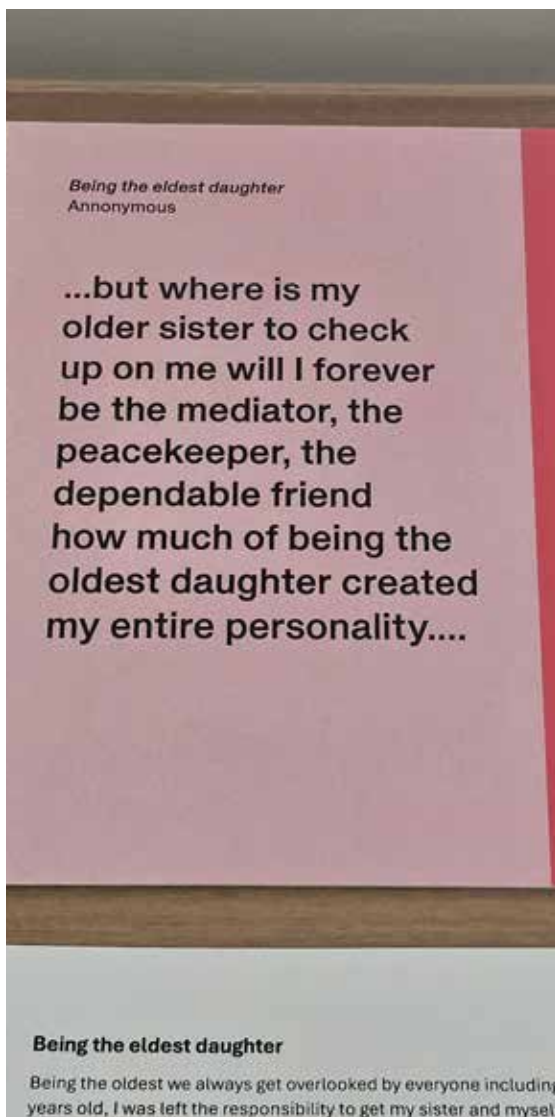 Being the eldest daughter
Annonymous
...but where is my
older sister to check
up on me will I forever
be the mediator, the
peacekeeper, the
dependable friend
how much of being the
oldest daughter created
my entire personality....
Being the eldest daughter
Being the oldest we always get overlooked by everyone including
years old, I was left the responsibility to get my sister and